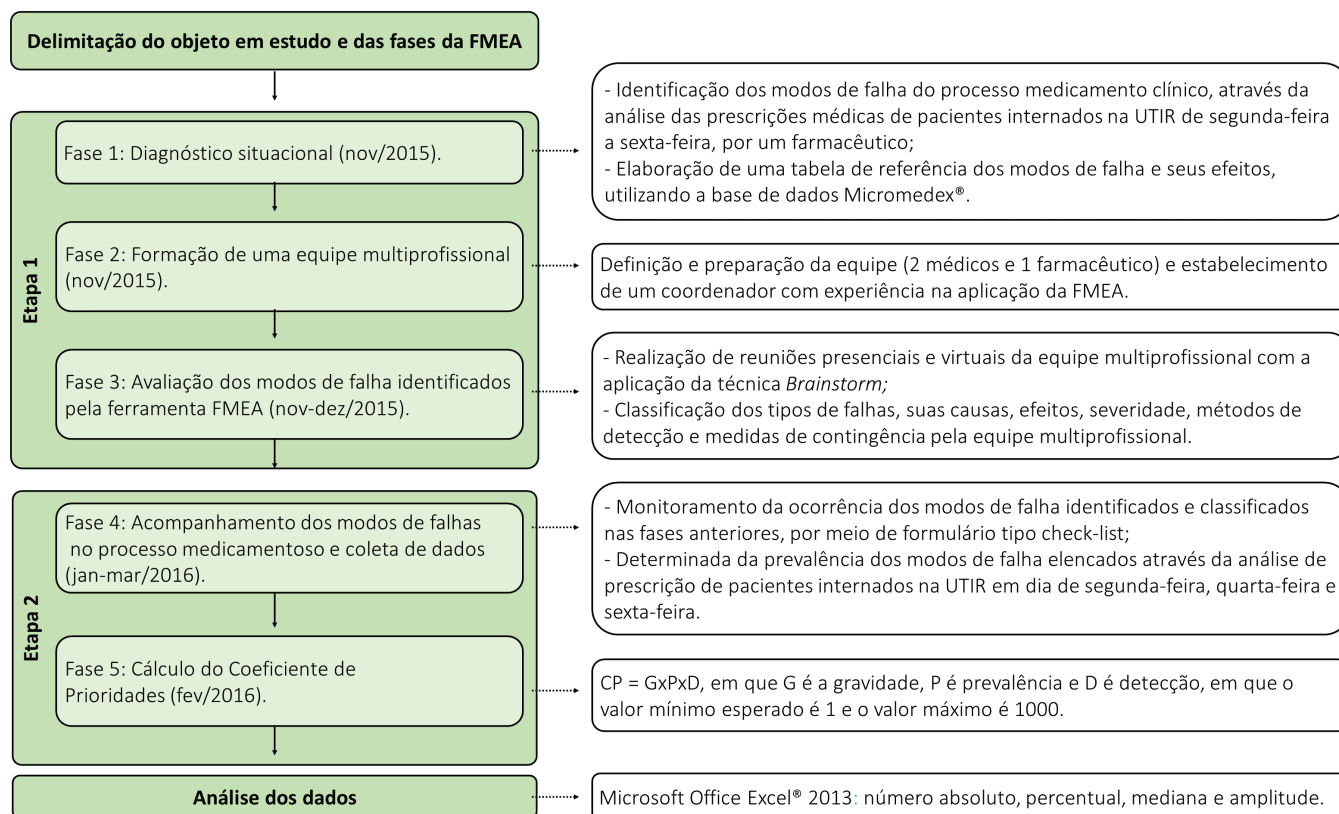 Delimitação do objeto em estudo e das fases da FMEA
Etapa 1
Fase 1: Diagnóstico situacional (nov/2015).
- Identificação dos modos de falha do processo medicamento clínico, através da
análise das prescrições médicas de pacientes internados na UTIR de segunda-feira
a sexta-feira, por um farmacêutico;
- Elaboração de uma tabela de referência dos modos de falha e seus efeitos,
utilizando a base de dados Micromedex®.
Fase 2: Formação de uma equipe multiprofissional
(nov/2015).
Definição e preparação da equipe (2 médicos e 1 farmacêutico) e estabelecimento
de um coordenador com experiência na aplicação da FMEA.
Fase 3: Avaliação dos modos de falha identificados
pela ferramenta FMEA (nov-dez/2015).
- Realização de reuniões presenciais e virtuais da equipe multiprofissional com a
aplicação da técnica Brainstorm;
- Classificação dos tipos de falhas, suas causas, efeitos, severidade, métodos de
detecção e medidas de contingência pela equipe multiprofissional.
Etapa 2
Fase 4: Acompanhamento dos modos de falhas
no processo medicamentoso e coleta de dados
(jan-mar/2016).
- Monitoramento da ocorrência dos modos de falha identificados e classificados
nas fases anteriores, por meio de formulário tipo check-list;
- Determinada da prevalência dos modos de falha elencados através da análise de
prescrição de pacientes internados na UTIR em dia de segunda-feira, quarta-feira e
sexta-feira.
Fase 5: Cálculo do Coeficiente de
Prioridades (fev/2016).
CP = GxPxD, em que G é a gravidade, P é prevalência e D é detecção, em que o
valor mínimo esperado é 1 e o valor máximo é 1000.
Análise dos dados
Microsoft Office Excel® 2013: número absoluto, percentual, mediana e amplitude.